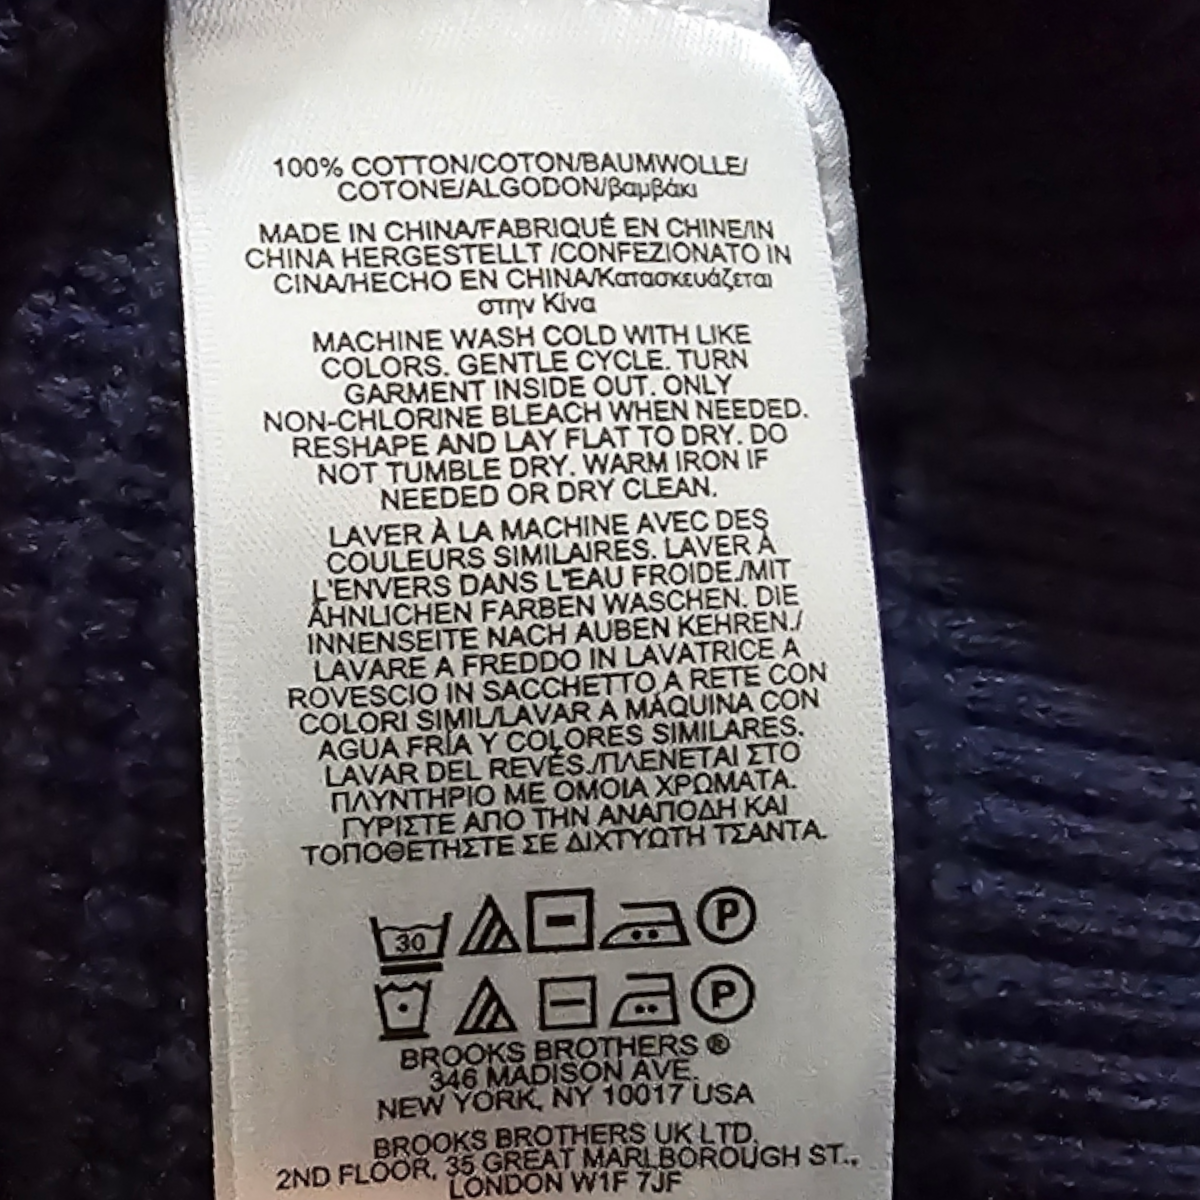 100% COTTON/COTON/BAUMWOLLE/
COTONE/ALGODON/βαμβάκι
MADE IN CHINA/FABRIQUÉ EN CHINE/IN
CHINA HERGESTELLT /CONFEZIONATO IN
CINA/HECHO EN CHINA/Κατασκευάζεται
στην Κίνα
MACHINE WASH COLD WITH LIKE
COLORS. GENTLE CYCLE. TURN
GARMENT INSIDE OUT. ONLY
NON-CHLORINE BLEACH WHEN NEEDED.
RESHAPE AND LAY FLAT TO DRY. DO
NOT TUMBLE DRY. WARM IRON IF
NEEDED OR DRY CLEAN.
LAVER À LA MACHINE AVEC DES
COULEURS SIMILAIRES. LAVER À
L'ENVERS DANS L'EAU FROIDE./MIT
ÄHNLICHEN FARBEN WASCHEN. DIE
INNENSEITE NACH AUBEN KEHREN./
LAVARE A FREDDO IN LAVATRICE A
ROVESCIO IN SACCHETTO A RETE CON
COLORI SIMIL/LAVAR A MÁQUINA CON
AGUA FRÍA Y COLORES SIMILARES.
LAVAR DEL REVÉS./ΠΛΕΝΕΤΑΙ ΣΤΟ
ΠΛΥΝΤΗΡΙΟ ΜΕ ΟΜΟΙΑ ΧΡΩΜΑΤΑ.
ΓΥΡΙΣΤΕ ΑΠΟ ΤΗΝ ΑΝΑΠΟΔΗ ΚΑΙ
ΤΟΠΟΘΕΤΗΣΤΕ ΣΕ ΔΙΧΤΥΩΤΗ ΤΣΑΝΤΑ.
30 P
P
BROOKS BROTHERS ®
346 MADISON AVE.
NEW YORK, NY 10017 USA
BROOKS BROTHERS UK LTD.
2ND FLOOR, 35 GREAT MARLBOROUGH ST.,
LONDON W1F 7JF